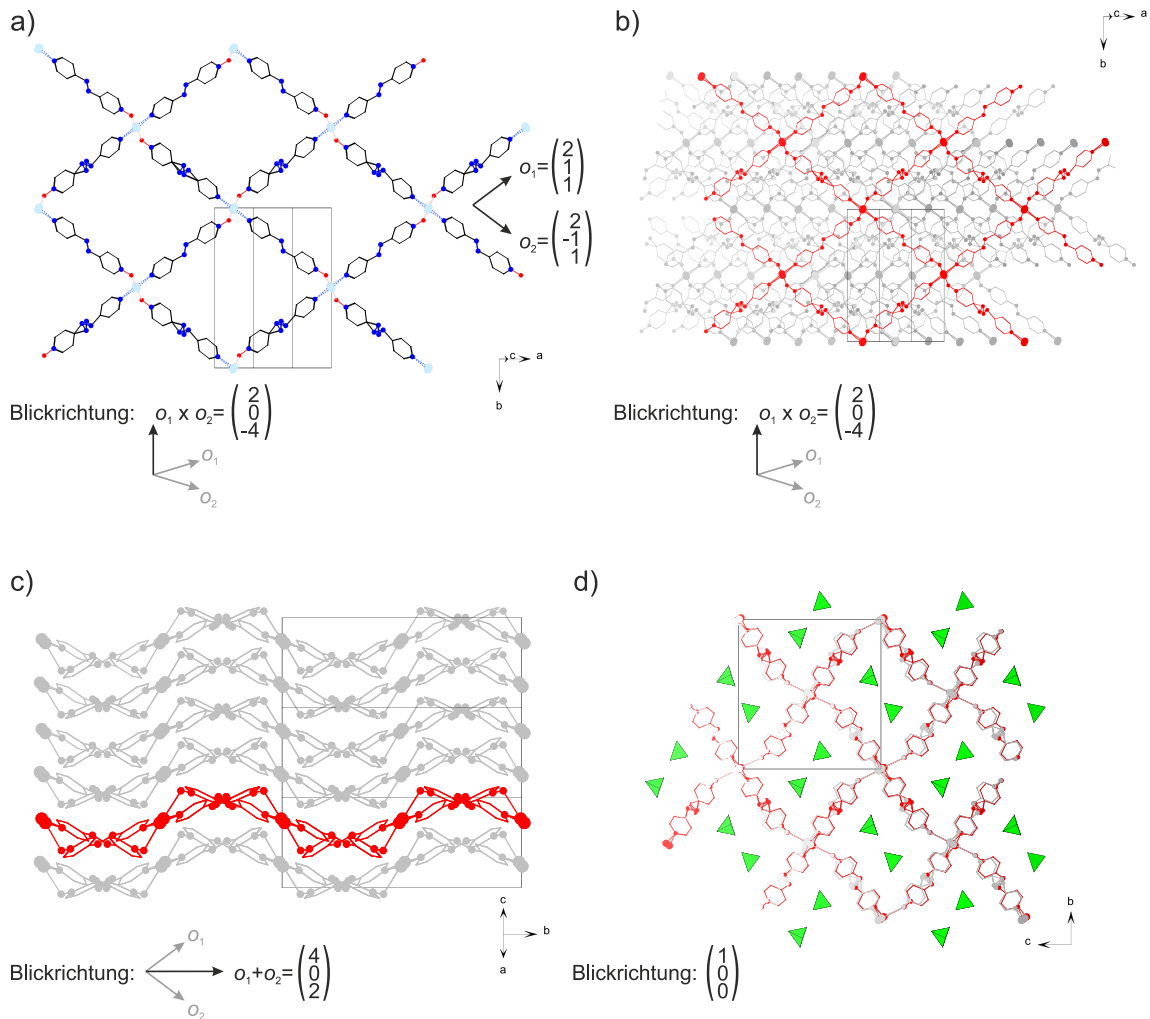 a)
b)
c a
b
o1=(2 1 1)
o2=(2 -1 1)
c a
b
Blickrichtung: o1 x o2=(2 0 -4)
o1
o2
Blickrichtung: o1 x o2=(2 0 -4)
o1
o2
c)
d)
c
b
a
b
c
Blickrichtung: o1+o2=(4 0 2)
o1
o2
Blickrichtung: (1 0 0)